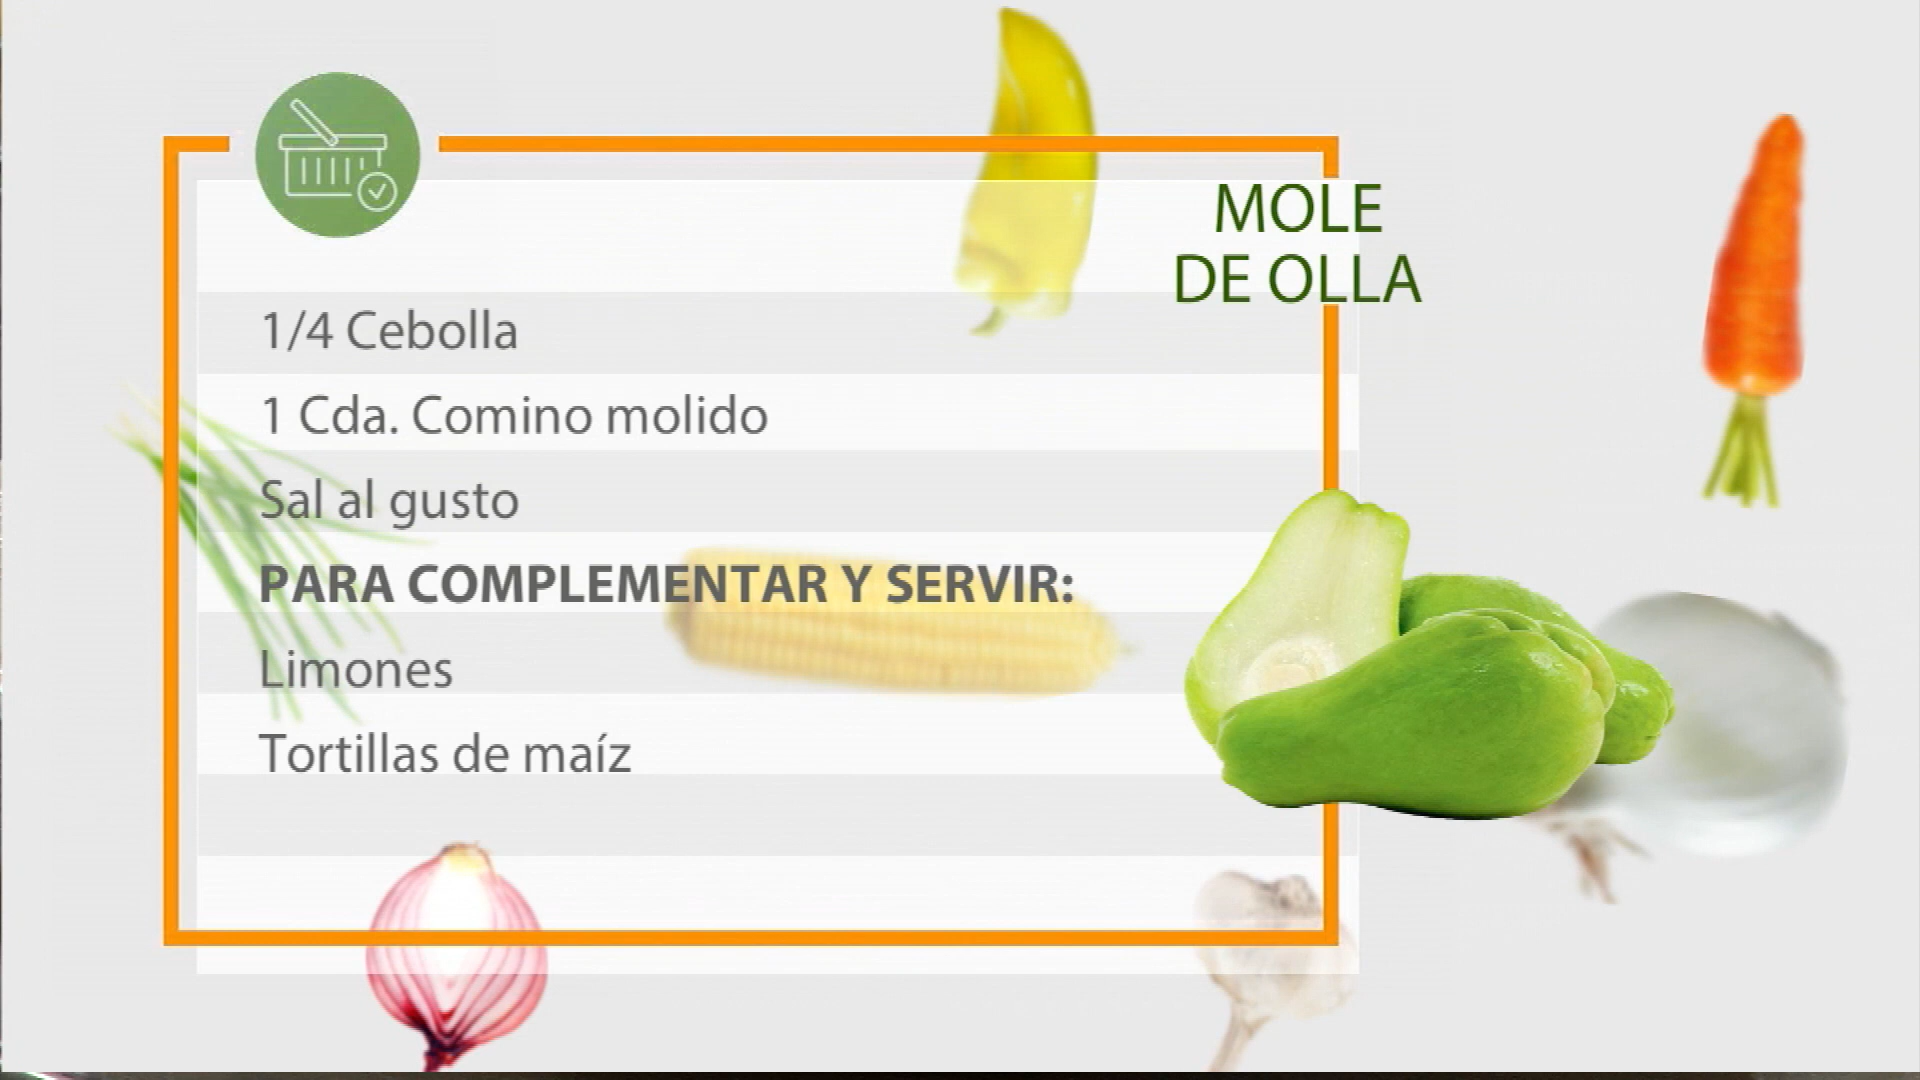 MOLE
DE OLLA
1/4 Cebolla
1 Cda. Comino molido
Sal al gusto
PARA COMPLEMENTAR Y SERVIR:
Limones
Tortillas de maíz